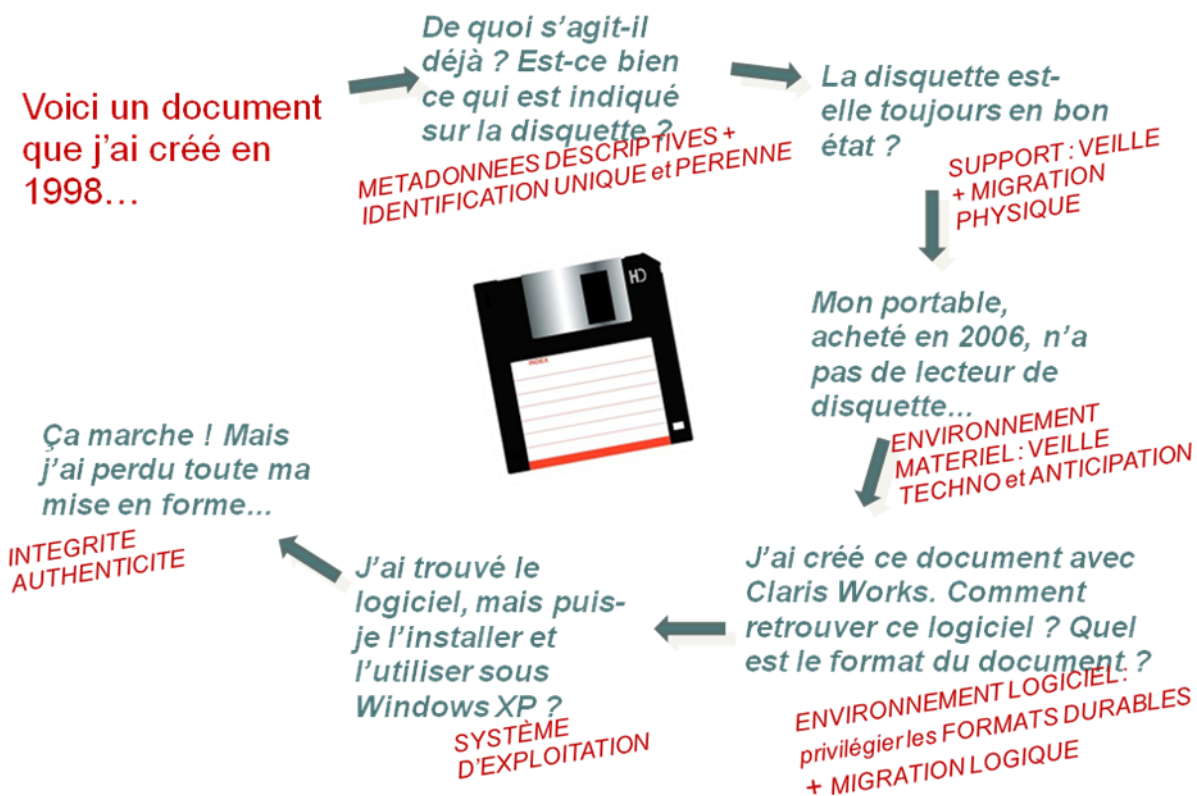 Voici un document
que j'ai créé en
1998…
De quoi s'agit-il
déjà ? Est-ce bien
ce qui est indiqué
sur la disquette ?
METADONNEES DESCRIPTIVES +
IDENTIFICATION UNIQUE et PERENNE
La disquette est-
elle toujours en bon
état ?
SUPPORT : VEILLE
+ MIGRATION
PHYSIQUE
HD
INDEX
Mon portable,
acheté en 2006, n'a
pas de lecteur de
disquette…
ENVIRONNEMENT
MATERIEL : VEILLE
TECHNO et ANTICIPATION
J'ai créé ce document avec
Claris Works. Comment
retrouver ce logiciel ? Quel
est le format du document ?
ENVIRONNEMENT LOGICIEL :
privilégier les FORMATS DURABLES
+ MIGRATION LOGIQUE
J'ai trouvé le
logiciel, mais puis-
je l'installer et
l'utiliser sous
Windows XP ?
SYSTÈME
D'EXPLOITATION
Ça marche ! Mais
j'ai perdu toute ma
mise en forme…
INTEGRITE
AUTHENTICITE